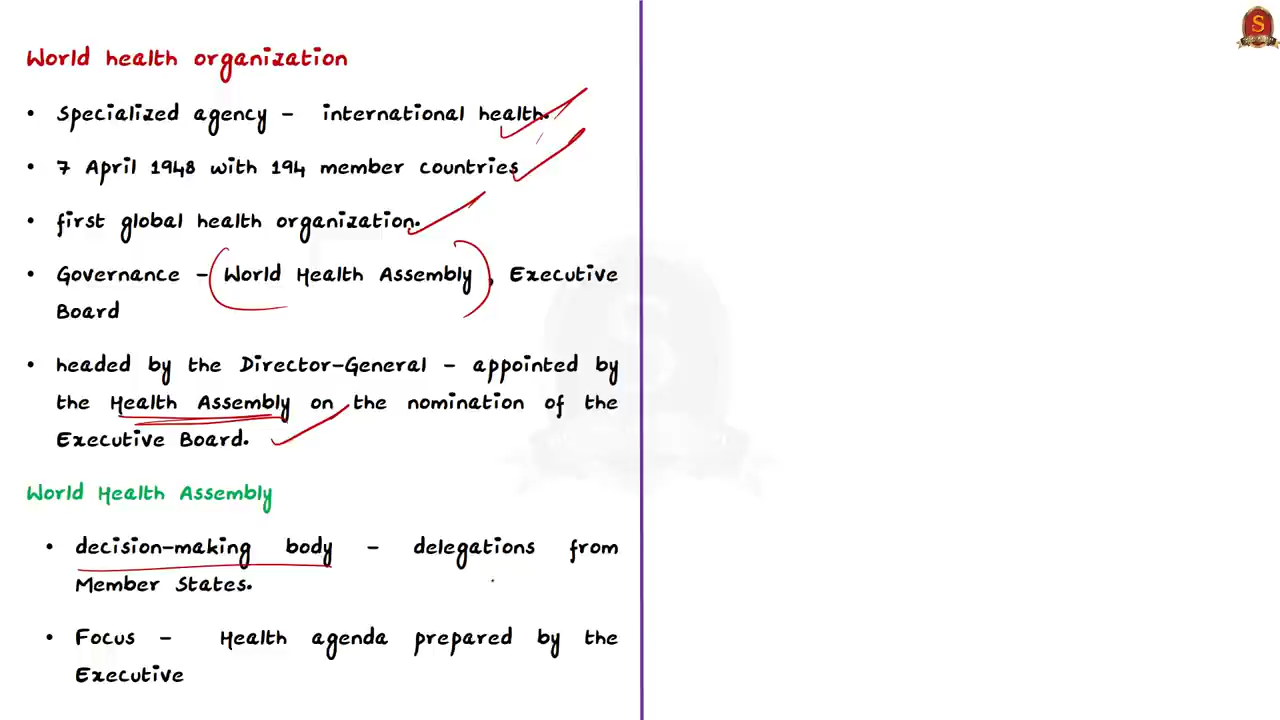 World health organization
• Specialized agency – international health.
• 7 April 1948 with 194 member countries
• first global health organization.
• Governance – World Health Assembly, Executive
Board
• headed by the Director-General – appointed by
the Health Assembly on the nomination of the
Executive Board.
World Health Assembly
• decision-making body – delegations from
Member States.
• Focus – Health agenda prepared by the
Executive
S